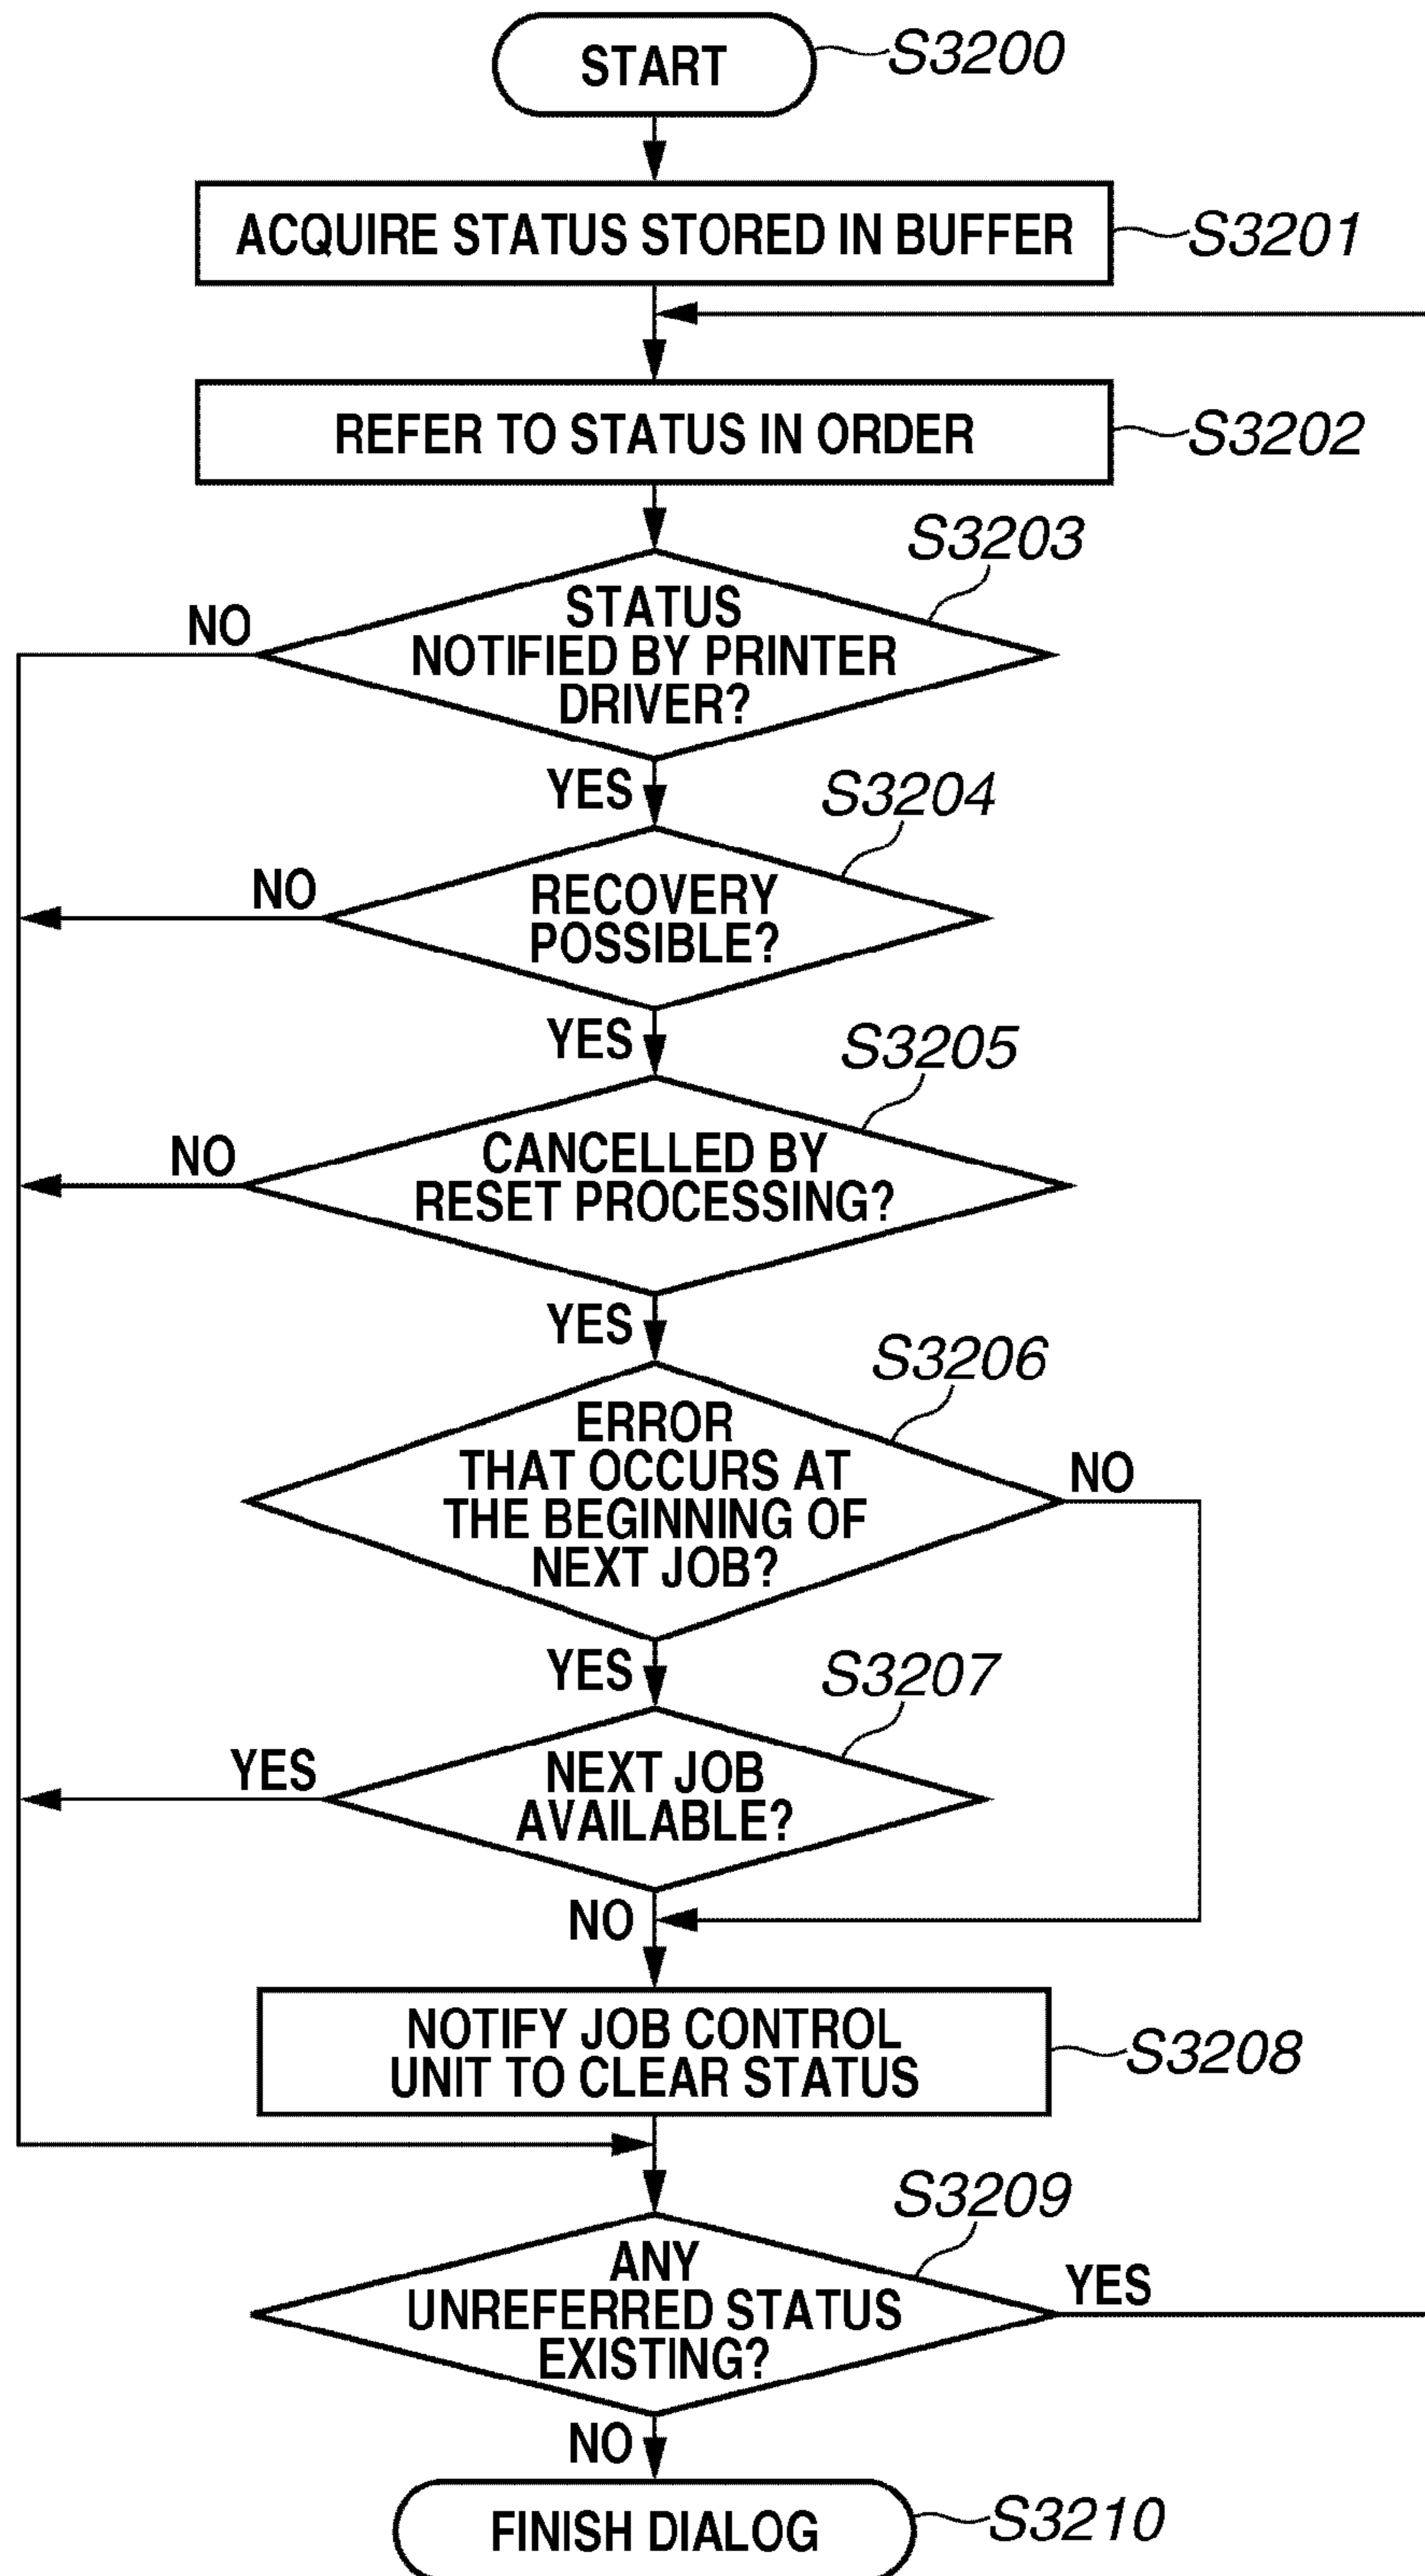 START
S3200
ACQUIRE STATUS STORED IN BUFFER
S3201
REFER TO STATUS IN ORDER
S3202
S3203
STATUS
NOTIFIED BY PRINTER
DRIVER?
NO
YES
S3204
RECOVERY
POSSIBLE?
NO
YES
S3205
CANCELLED BY
RESET PROCESSING?
NO
YES
S3206
ERROR
THAT OCCURS AT
THE BEGINNING OF
NEXT JOB?
NO
YES
S3207
NEXT JOB
AVAILABLE?
YES
NO
NOTIFY JOB CONTROL
UNIT TO CLEAR STATUS
S3208
S3209
ANY
UNREFERRED STATUS
EXISTING?
YES
NO
FINISH DIALOG
S3210